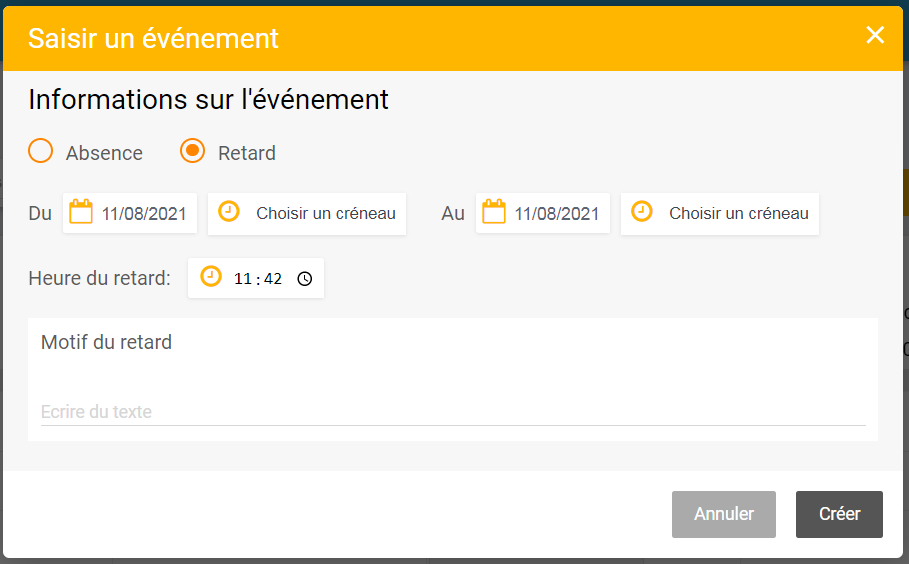 Saisir un événement
Informations sur l'événement
Absence Retard
Du 11/08/2021 Choisir un créneau Au 11/08/2021 Choisir un créneau
Heure du retard: 11:42
Motif du retard
Ecrire du texte
Annuler Créer